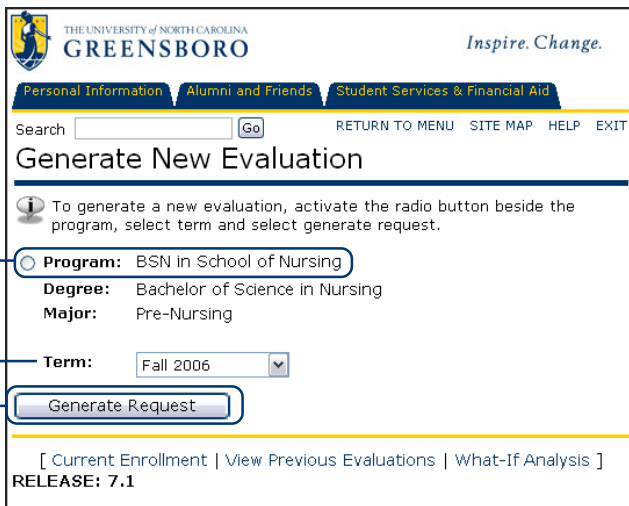 THE UNIVERSITY of NORTH CAROLINA
GREENSBORO
Inspire. Change.
Personal Information Alumni and Friends Student Services & Financial Aid
Search Go RETURN TO MENU SITE MAP HELP EXIT
Generate New Evaluation
To generate a new evaluation, activate the radio button beside the
program, select term and select generate request.
Program: BSN in School of Nursing
Degree: Bachelor of Science in Nursing
Major: Pre-Nursing
Term: Fall 2006
Generate Request
[ Current Enrollment | View Previous Evaluations | What-If Analysis ]
RELEASE: 7.1